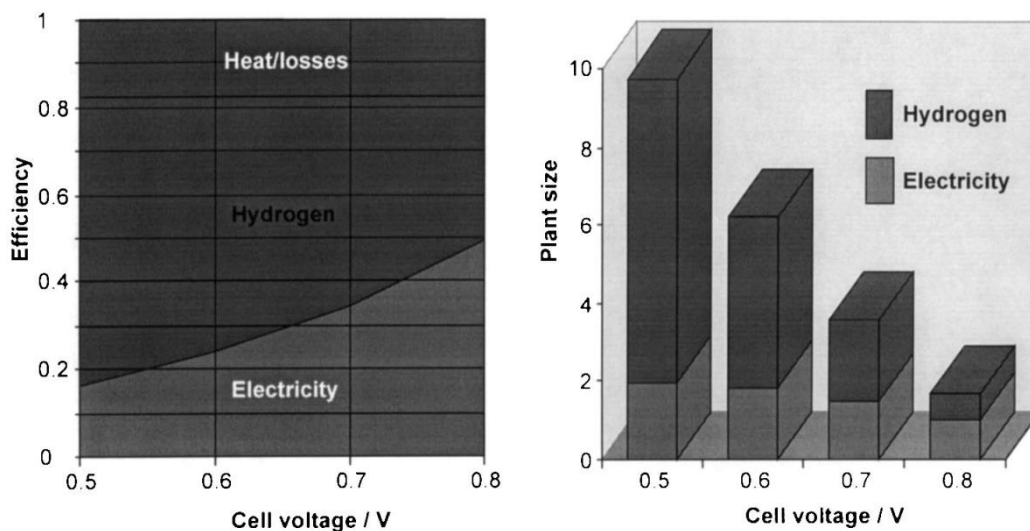 1
0.8
0.6
0.4
0.2
0
Efficiency
Heat/losses
Hydrogen
Electricity
0.5 0.6 0.7 0.8
Cell voltage / V
10
8
6
4
2
0
Plant size
Hydrogen
Electricity
0.5 0.6 0.7 0.8
Cell voltage / V